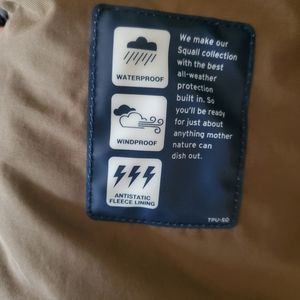 We make our
Squall collection
with the best
all-weather
protection
built in. So
you'll be ready
for just about
anything mother
nature can
dish out.
WATERPROOF
WINDPROOF
ANTISTATIC
FLEECE LINING
TPU-50